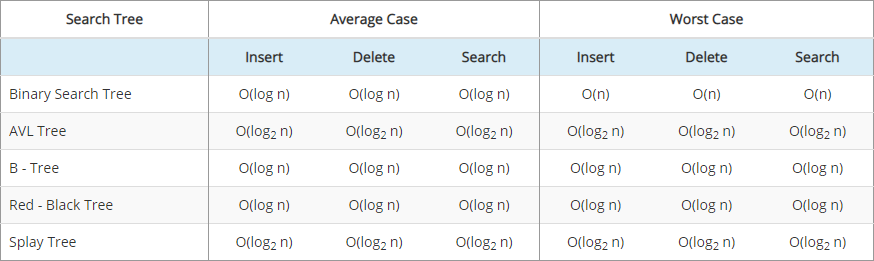 Search Tree Average Case Worst Case
Insert Delete Search Insert Delete Search
Binary Search Tree O(log n) O(log n) O(log n) O(n) O(n) O(n)
AVL Tree O(log₂ n) O(log₂ n) O(log₂ n) O(log₂ n) O(log₂ n) O(log₂ n)
B - Tree O(log n) O(log n) O(log n) O(log n) O(log n) O(log n)
Red - Black Tree O(log n) O(log n) O(log n) O(log n) O(log n) O(log n)
Splay Tree O(log₂ n) O(log₂ n) O(log₂ n) O(log₂ n) O(log₂ n) O(log₂ n)